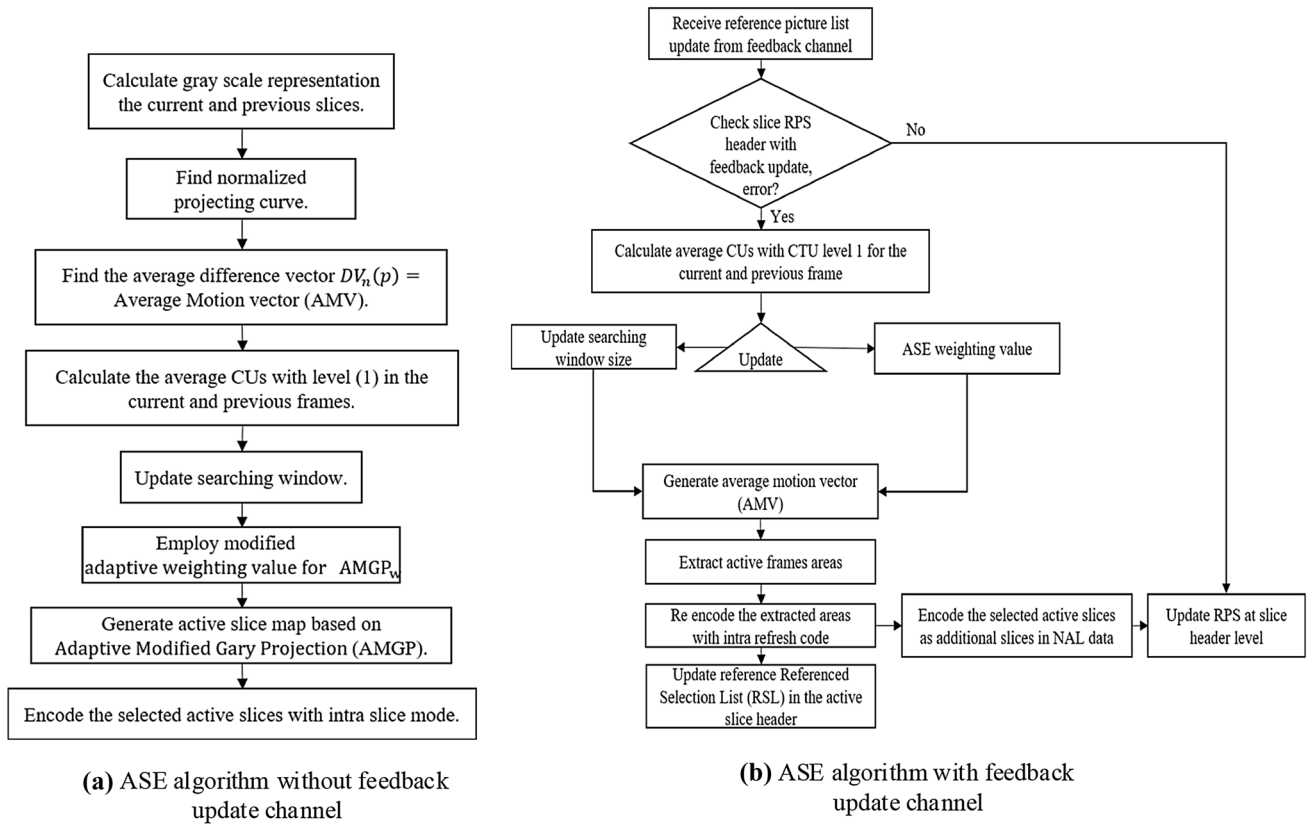 Calculate gray scale representation
the current and previous slices.
Find normalized
projecting curve.
Find the average difference vector DVₙ(p) =
Average Motion vector (AMV).
Calculate the average CUs with level (1) in the
current and previous frames.
Update searching window.
Employ modified
adaptive weighting value for AMGP_w
Generate active slice map based on
Adaptive Modified Gary Projection (AMGP).
Encode the selected active slices with intra slice mode.
(a) ASE algorithm without feedback
update channel
Receive reference picture list
update from feedback channel
Check slice RPS
header with
feedback update,
error?
No
Yes
Calculate average CUs with CTU level 1 for the
current and previous frame
Update searching
window size
Update
ASE weighting value
Generate average motion vector
(AMV)
Extract active frames areas
Re encode the extracted areas
with intra refresh code
Encode the selected active slices
as additional slices in NAL data
Update RPS at slice
header level
Update reference Referenced
Selection List (RSL) in the active
slice header
(b) ASE algorithm with feedback
update channel